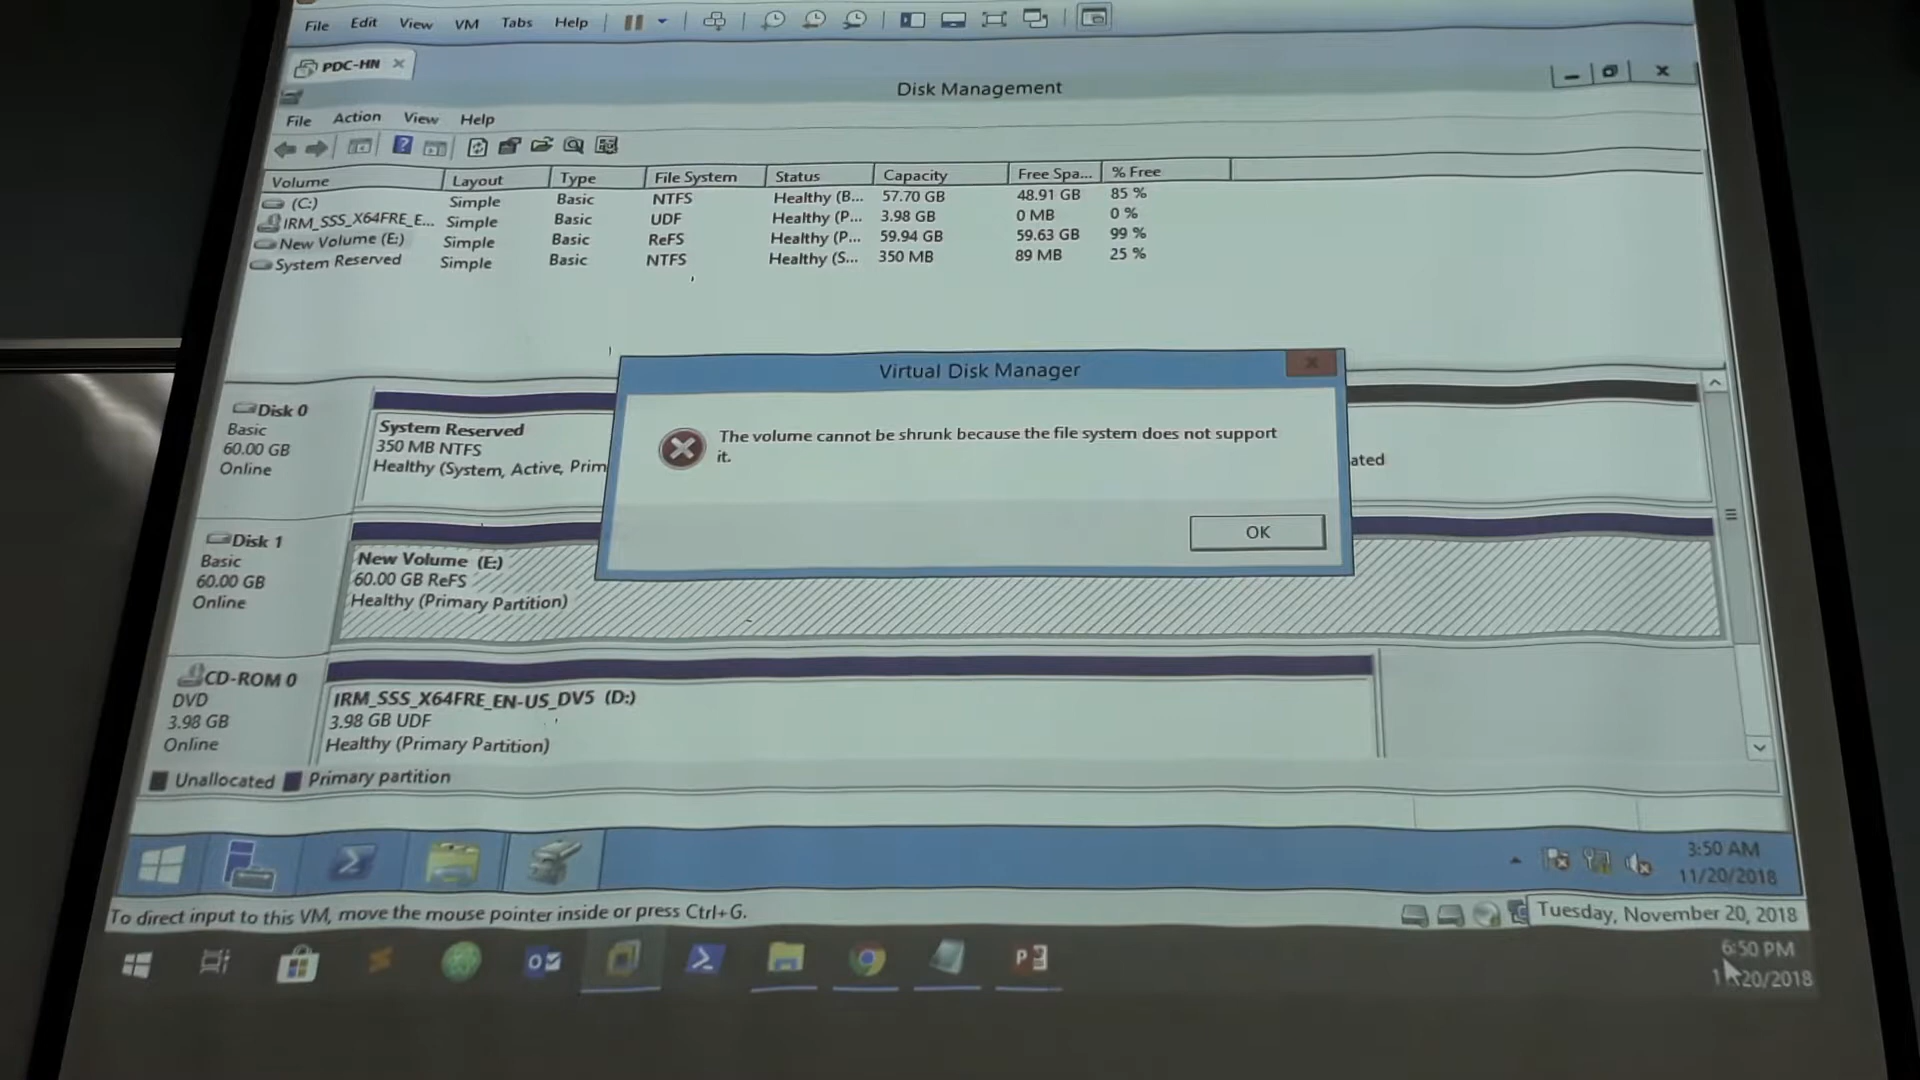 File Edit View VM Tabs Help
PDC-HN
Disk Management
File Action View Help
Volume Layout Type File System Status Capacity Free Spa... % Free
(C:) Simple Basic NTFS Healthy (B... 57.70 GB 48.91 GB 85 %
IRM_SSS_X64FRE_E... Simple Basic UDF Healthy (P... 3.98 GB 0 MB 0 %
New Volume (E:) Simple Basic ReFS Healthy (P... 59.94 GB 59.63 GB 99 %
System Reserved Simple Basic NTFS Healthy (S... 350 MB 89 MB 25 %
Virtual Disk Manager
The volume cannot be shrunk because the file system does not support
it.
OK
Disk 0
Basic
60.00 GB
Online
System Reserved
350 MB NTFS
Healthy (System, Active, Prim
ated
Disk 1
Basic
60.00 GB
Online
New Volume (E:)
60.00 GB ReFS
Healthy (Primary Partition)
CD-ROM 0
DVD
3.98 GB
Online
IRM_SSS_X64FRE_EN-US_DV5 (D:)
3.98 GB UDF
Healthy (Primary Partition)
Unallocated Primary partition
3:50 AM
11/20/2018
To direct input to this VM, move the mouse pointer inside or press Ctrl+G.
Tuesday, November 20, 2018
6:50 PM
20/2018